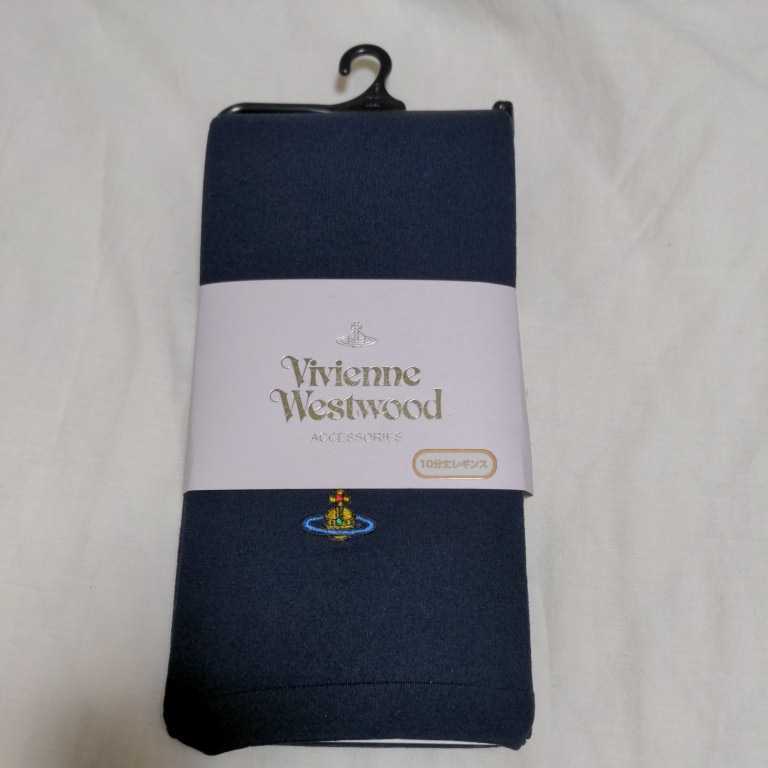 Vivienne
Westwood
ACCESSORIES
10分丈レギンス